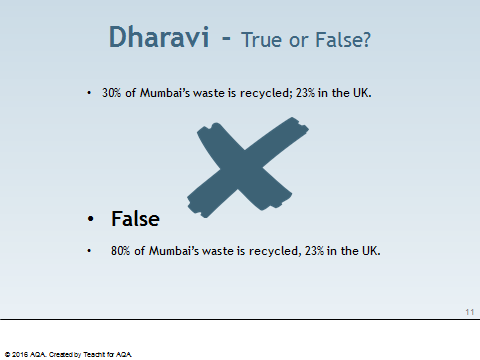 Dharavi - True or False?
• 30% of Mumbai's waste is recycled; 23% in the UK.
• False
• 80% of Mumbai's waste is recycled, 23% in the UK.
11
© 2016 AQA. Created by Teachit for AQA.